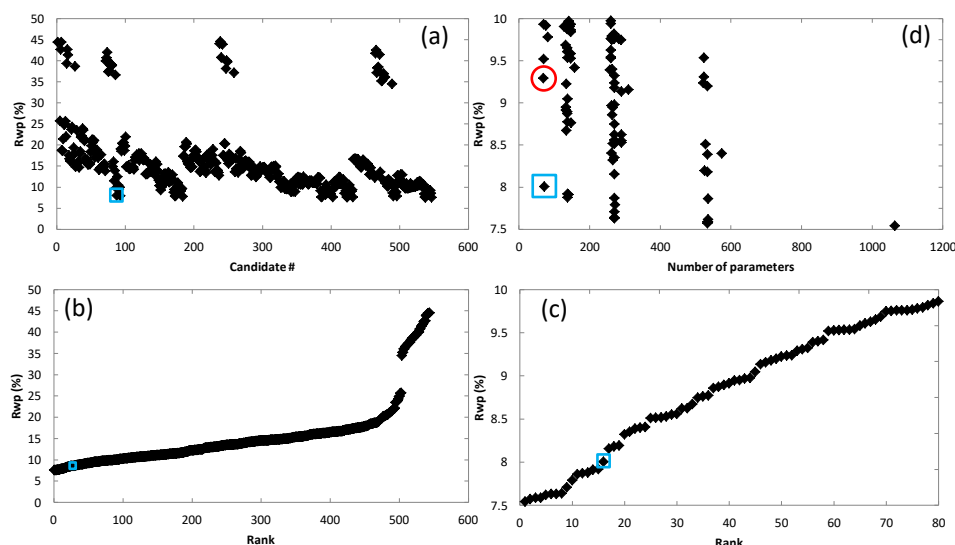 (a)
50
45
40
35
30
25
20
15
10
5
0
Rwp (%)
0 100 200 300 400 500 600
Candidate #
(d)
10
9.5
9
8.5
8
7.5
Rwp (%)
0 200 400 600 800 1000 1200
Number of parameters
(b)
50
45
40
35
30
25
20
15
10
5
0
Rwp (%)
0 100 200 300 400 500 600
Rank
(c)
10
9.5
9
8.5
8
7.5
Rwp (%)
0 10 20 30 40 50 60 70 80
Rank